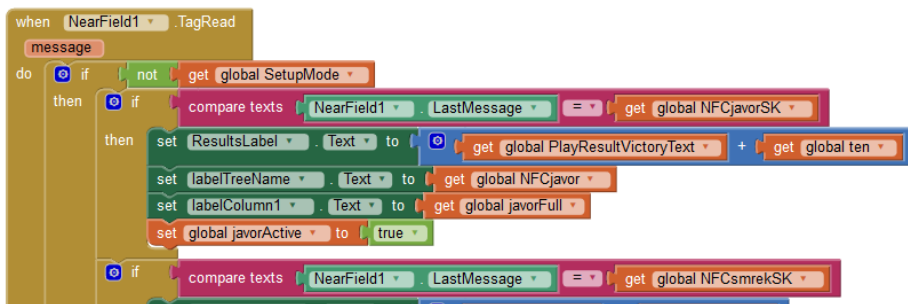 when NearField1 .TagRead
message
do if not get global SetupMode
then if compare texts NearField1 . LastMessage = get global NFCjavorSK
then set ResultsLabel . Text to get global PlayResultVictoryText + get global ten
set labelTreeName . Text to get global NFCjavor
set labelColumn1 . Text to get global javorFull
set global javorActive to true
if compare texts NearField1 . LastMessage = get global NFCsmrekSK